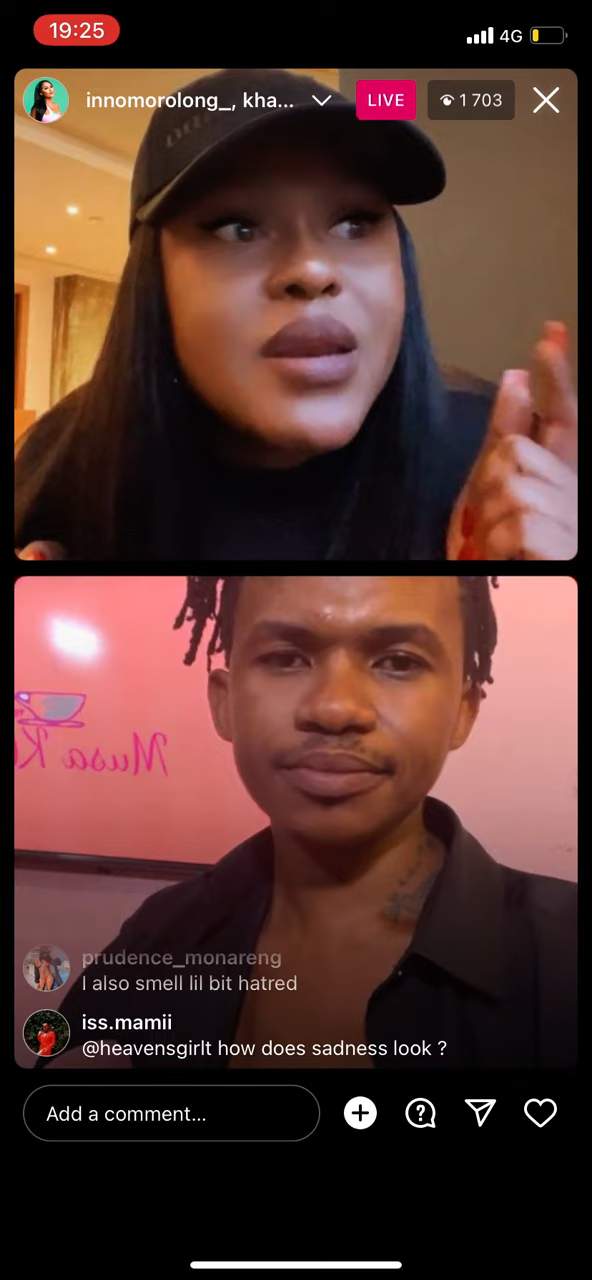 19:25
4G
innomorolong_, kha...
LIVE
1 703
Musa
prudence_monareng
I also smell lil bit hatred
iss.mamii
@heavensgirlt how does sadness look ?
Add a comment...